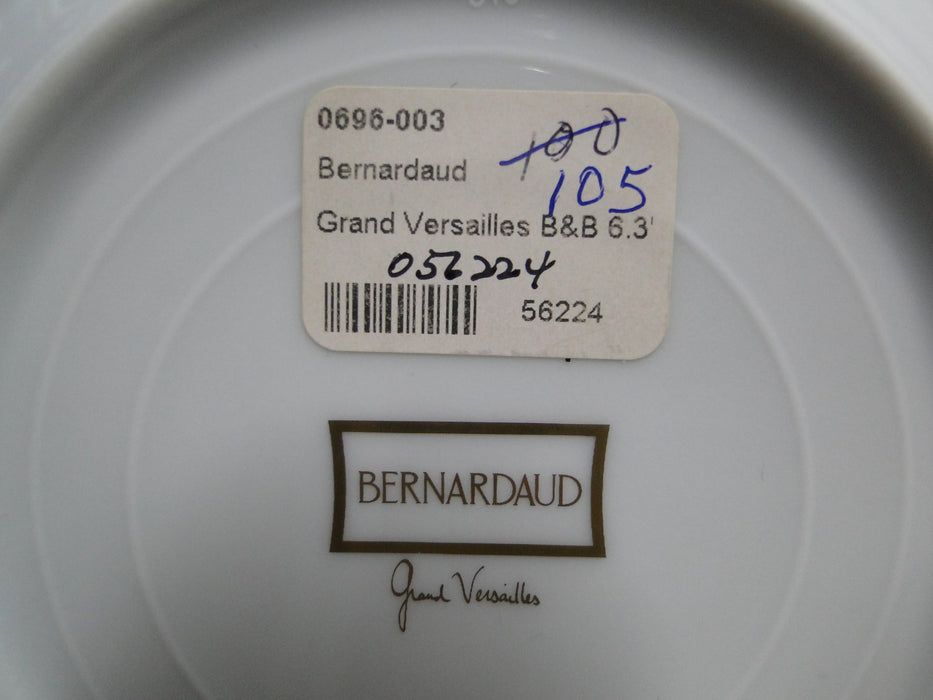 0696-003
100
Bernardaud
105
Grand Versailles B&B 6.3'
056224
56224
BERNARDAUD
Grand Versailles